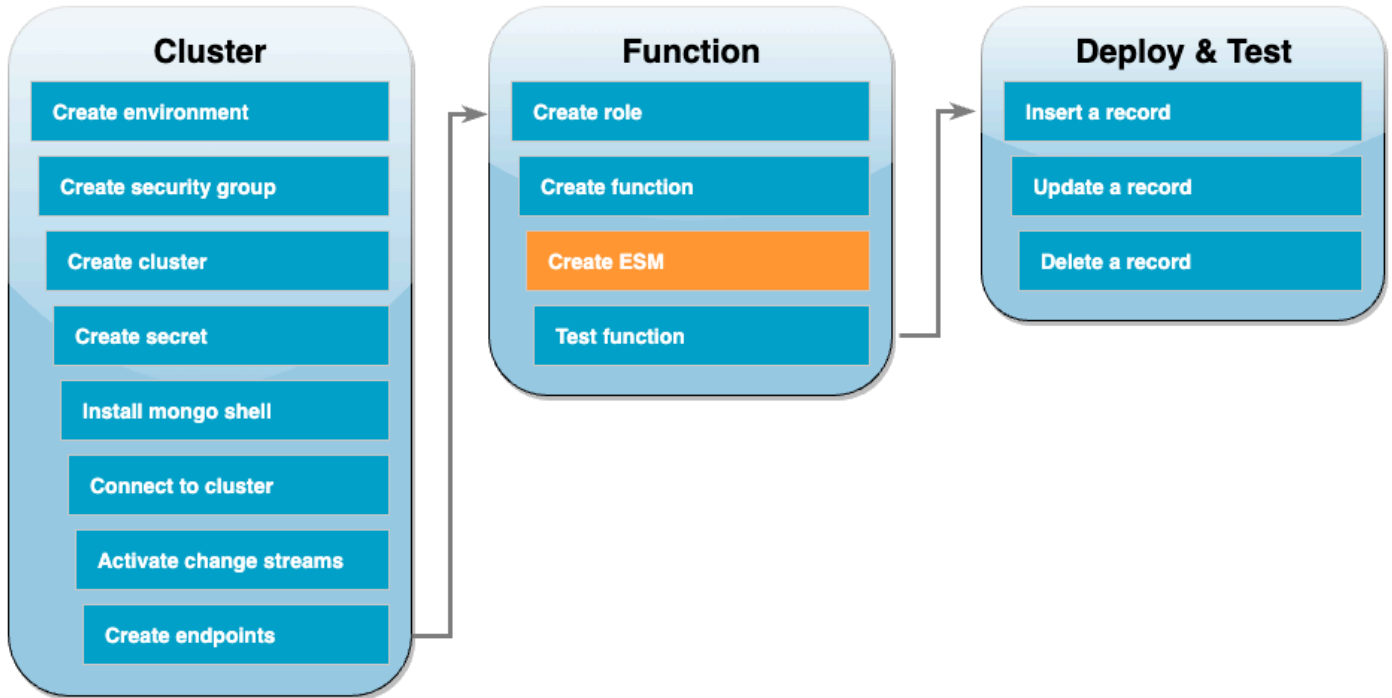 Cluster
Create environment
Create security group
Create cluster
Create secret
Install mongo shell
Connect to cluster
Activate change streams
Create endpoints
Function
Create role
Create function
Create ESM
Test function
Deploy & Test
Insert a record
Update a record
Delete a record